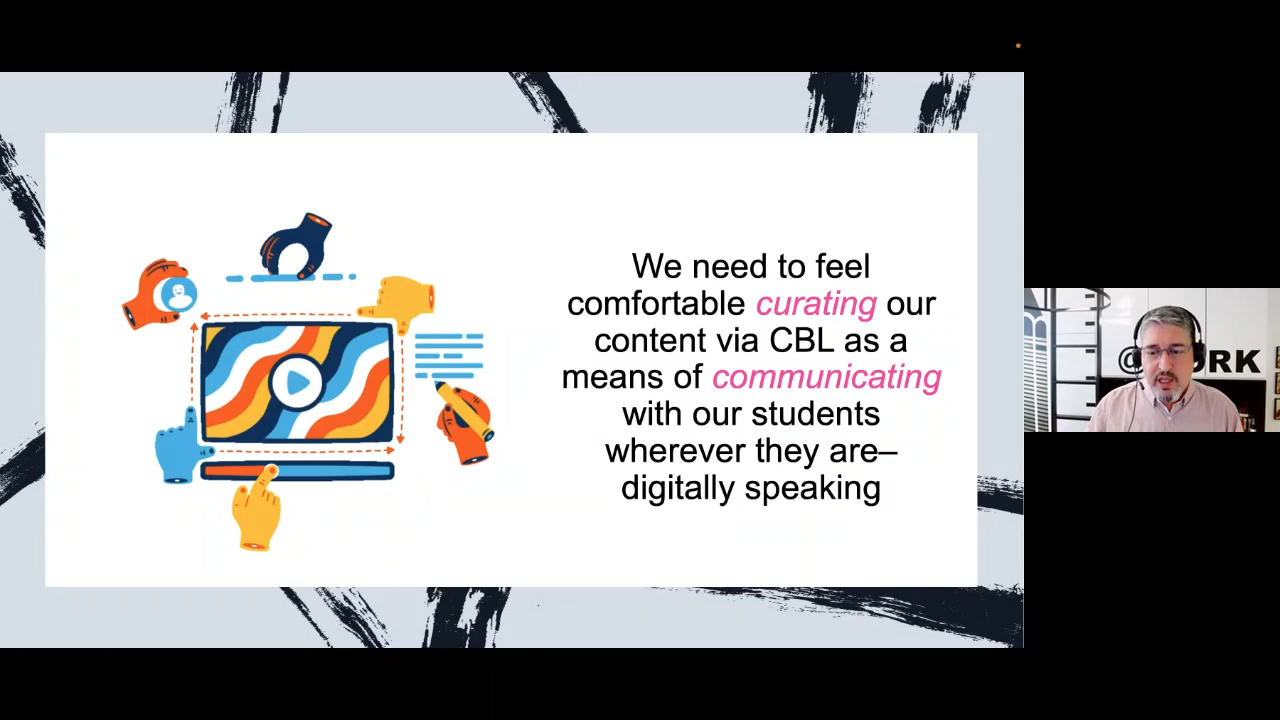 We need to feel
comfortable curating our
content via CBL as a
means of communicating
with our students
wherever they are–
digitally speaking